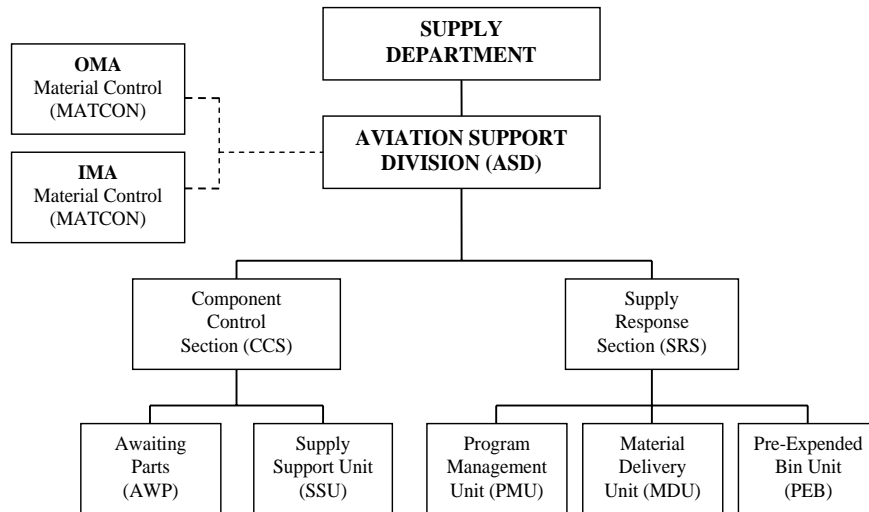 SUPPLY
DEPARTMENT
OMA
Material Control
(MATCON)
AVIATION SUPPORT
DIVISION (ASD)
IMA
Material Control
(MATCON)
Component
Control
Section (CCS)
Supply
Response
Section (SRS)
Awaiting
Parts
(AWP)
Supply
Support Unit
(SSU)
Program
Management
Unit (PMU)
Material
Delivery
Unit (MDU)
Pre-Expended
Bin Unit
(PEB)